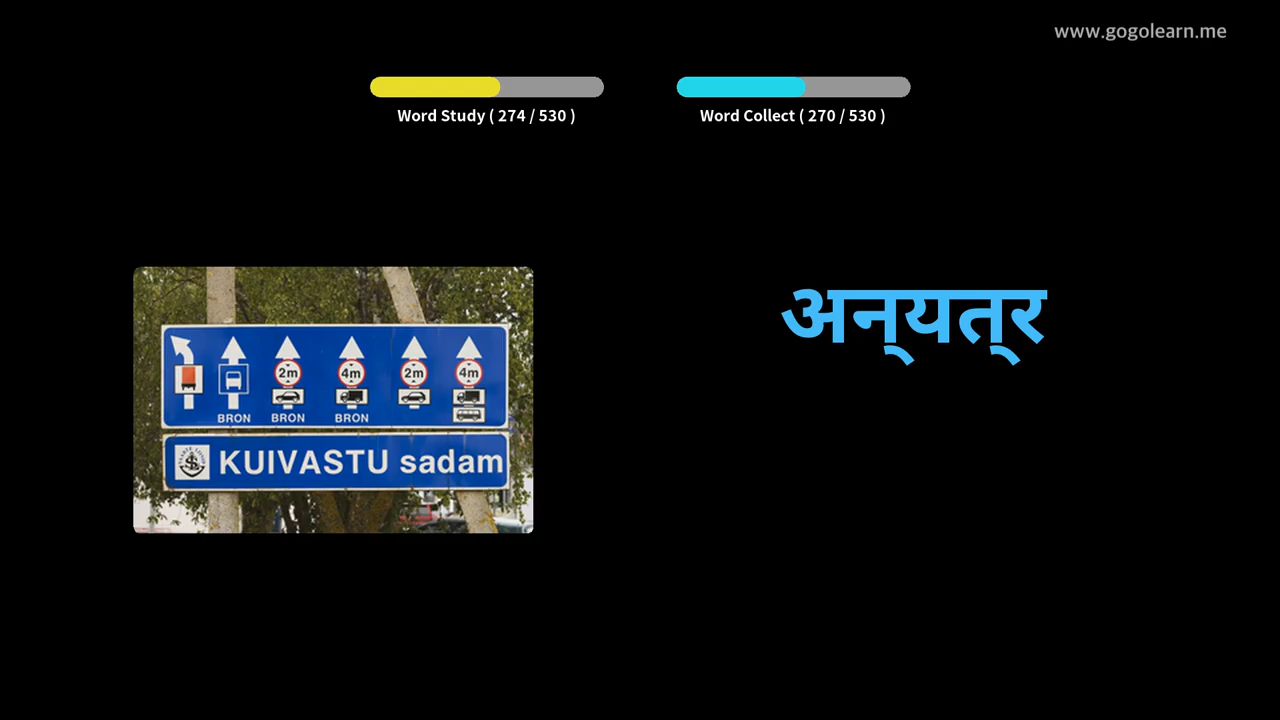 www.gogolearn.me
Word Study ( 274 / 530 )
Word Collect ( 270 / 530 )
अन्‌यत्‌र
2m 4m 2m 4m
BRON BRON BRON
KUIVASTU sadam